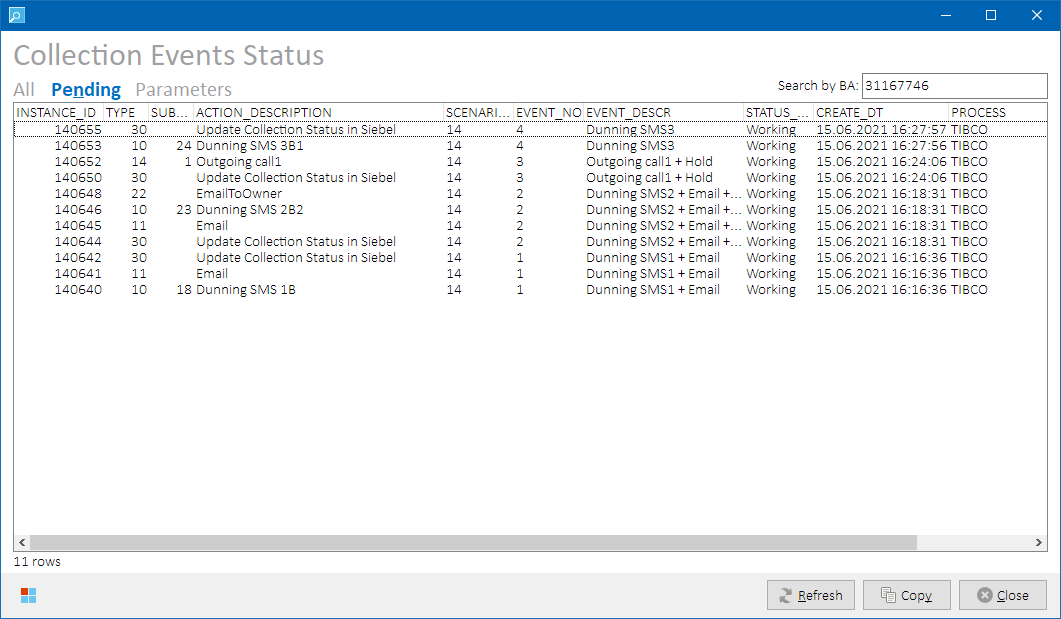 Collection Events Status
All Pending Parameters Search by BA: 31167746
INSTANCE_ID TYPE SUB... ACTION_DESCRIPTION SCENARI... EVENT_NO EVENT_DESCR STATUS_... CREATE_DT PROCESS
140655 30 Update Collection Status in Siebel 14 4 Dunning SMS3 Working 15.06.2021 16:27:57 TIBCO
140653 10 24 Dunning SMS 3B1 14 4 Dunning SMS3 Working 15.06.2021 16:27:56 TIBCO
140652 14 1 Outgoing call1 14 3 Outgoing call1 + Hold Working 15.06.2021 16:24:06 TIBCO
140650 30 Update Collection Status in Siebel 14 3 Outgoing call1 + Hold Working 15.06.2021 16:24:06 TIBCO
140648 22 EmailToOwner 14 2 Dunning SMS2 + Email +... Working 15.06.2021 16:18:31 TIBCO
140646 10 23 Dunning SMS 2B2 14 2 Dunning SMS2 + Email +... Working 15.06.2021 16:18:31 TIBCO
140645 11 Email 14 2 Dunning SMS2 + Email +... Working 15.06.2021 16:18:31 TIBCO
140644 30 Update Collection Status in Siebel 14 2 Dunning SMS2 + Email +... Working 15.06.2021 16:18:31 TIBCO
140642 30 Update Collection Status in Siebel 14 1 Dunning SMS1 + Email Working 15.06.2021 16:16:36 TIBCO
140641 11 Email 14 1 Dunning SMS1 + Email Working 15.06.2021 16:16:36 TIBCO
140640 10 18 Dunning SMS 1B 14 1 Dunning SMS1 + Email Working 15.06.2021 16:16:36 TIBCO
11 rows
Refresh Copy Close